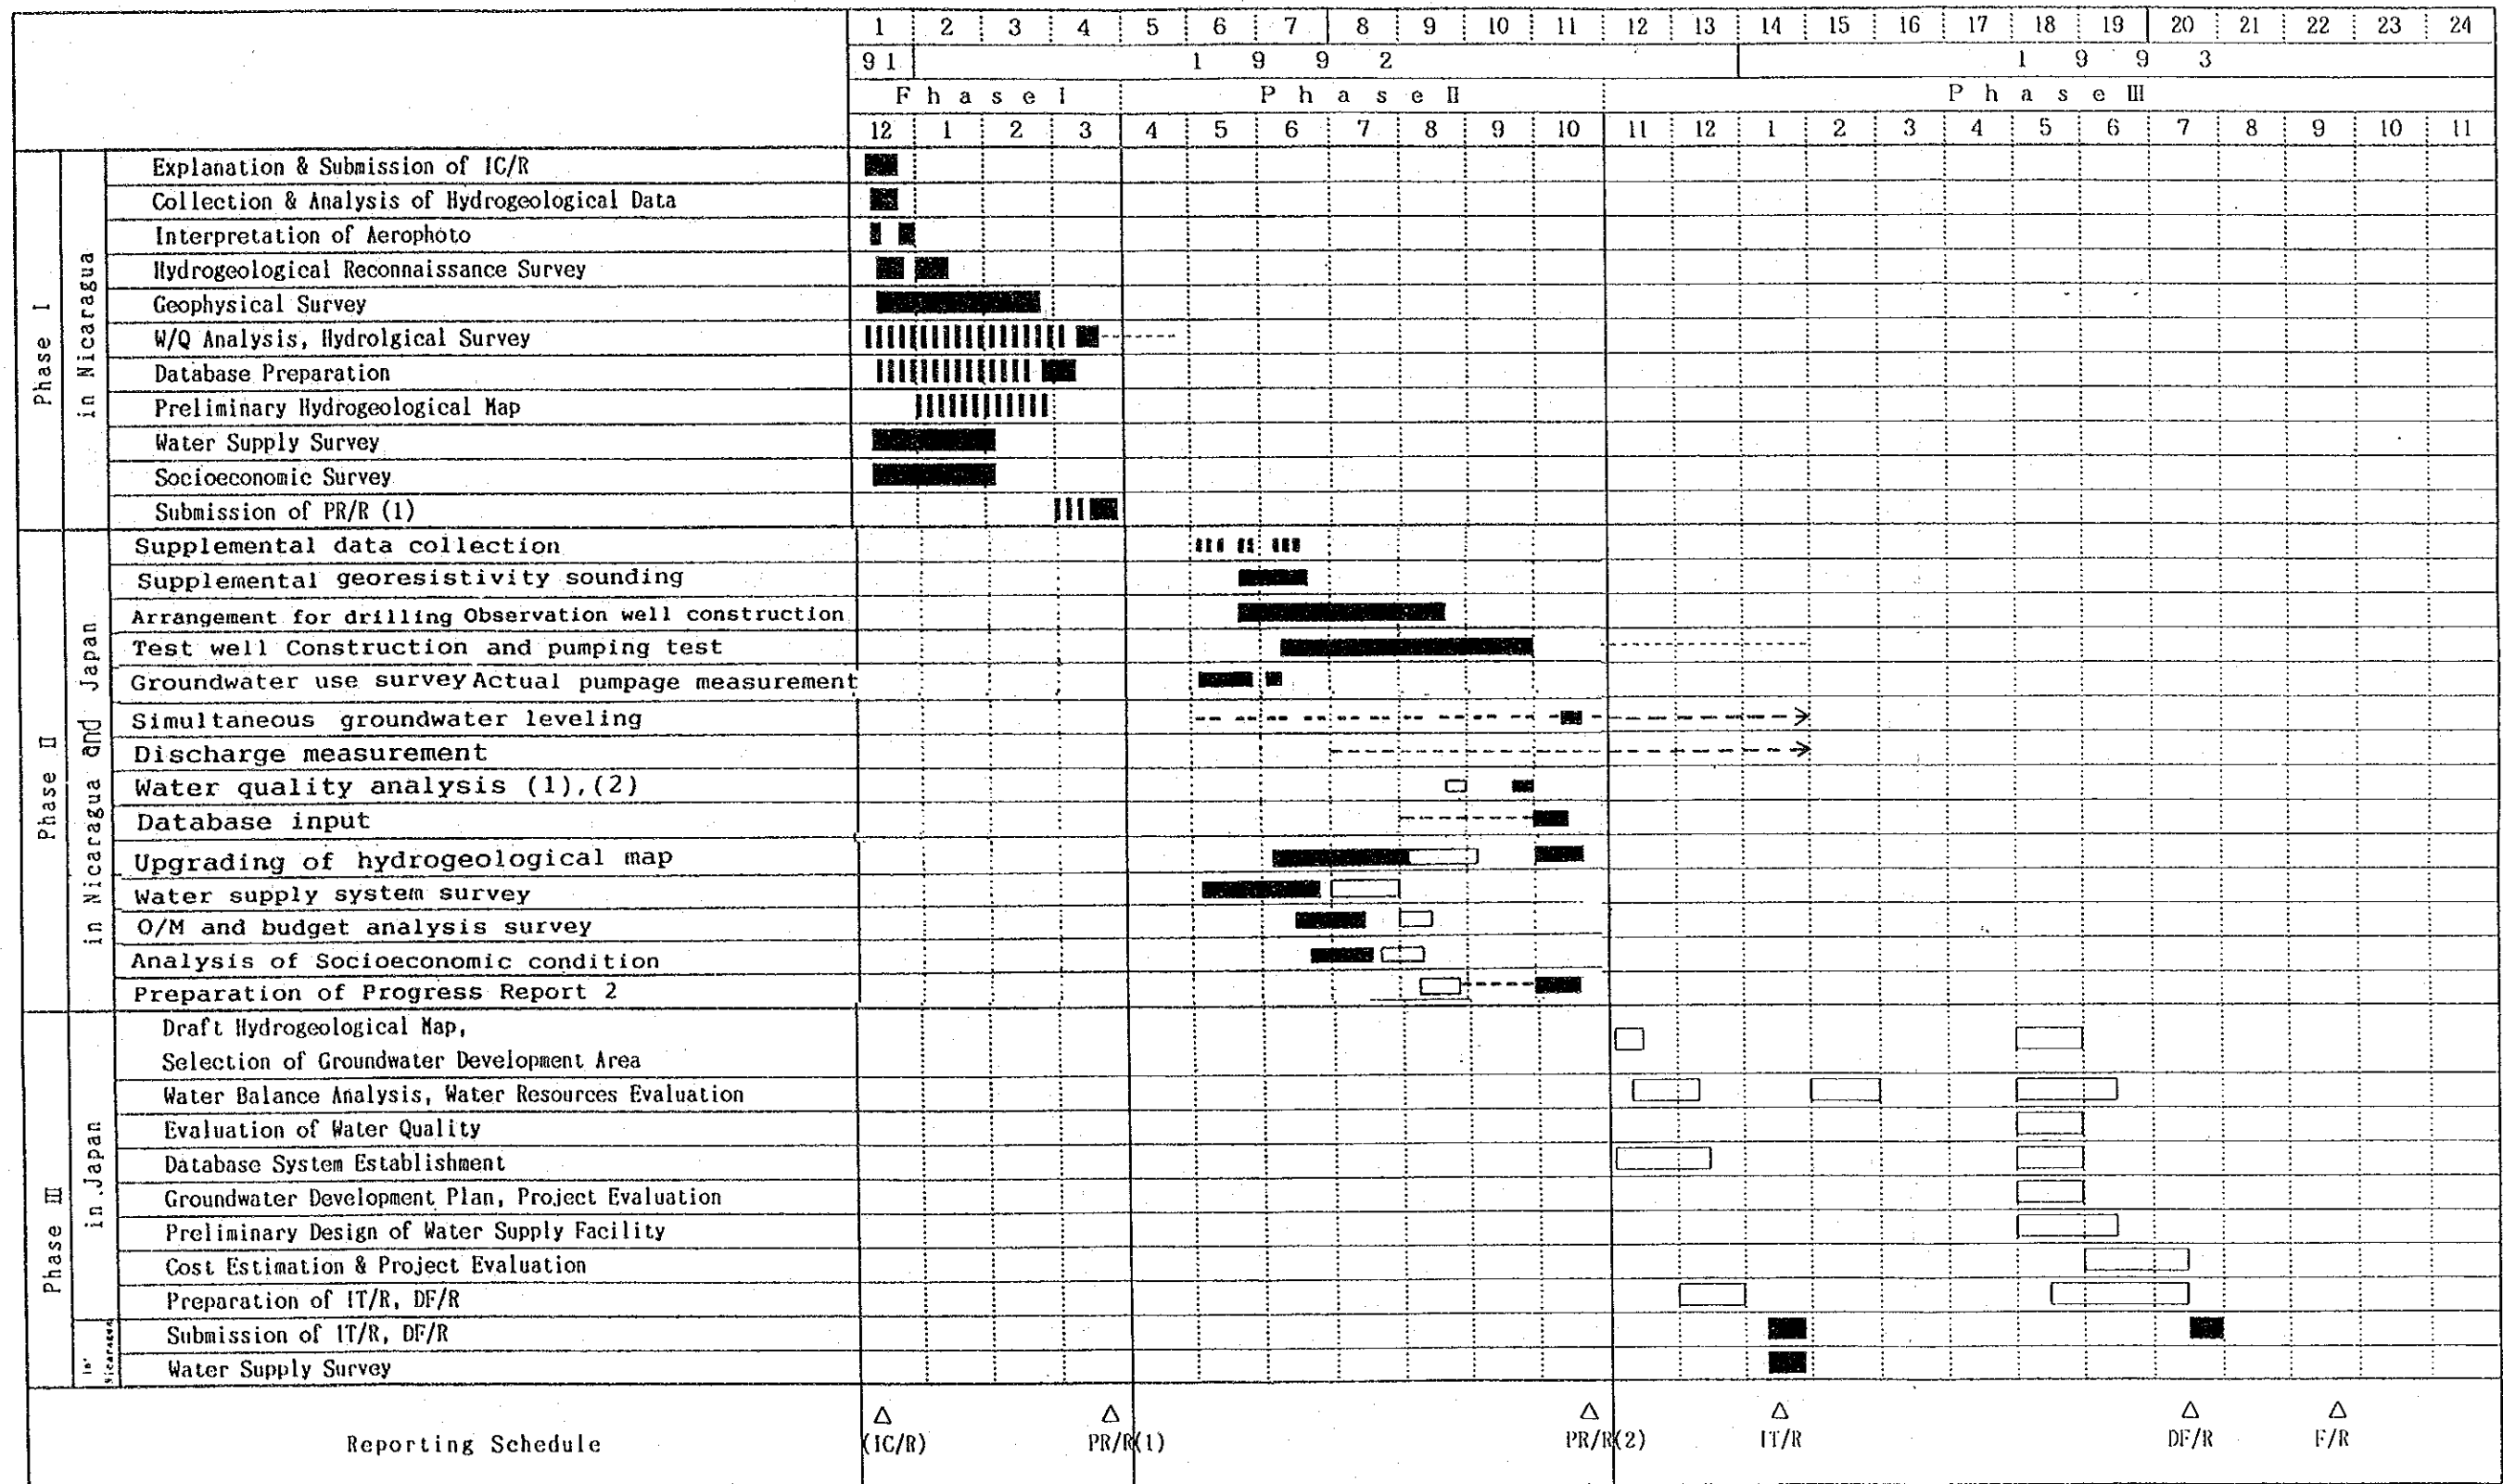 1 2 3 4 5 6 7 8 9 10 11 12 13 14 15 16 17 18 19 20 21 22 23 24
9 1 1 9 9 2 1 9 9 3
F h a s e I P h a s e II P h a s e III
12 1 2 3 4 5 6 7 8 9 10 11 12 1 2 3 4 5 6 7 8 9 10 11
Phase I
in Nicaragua
Explanation & Submission of IC/R
Collection & Analysis of Hydrogeological Data
Interpretation of Aerophoto
Hydrogeological Reconnaissance Survey
Geophysical Survey
W/Q Analysis, Hydrolgical Survey
Database Preparation
Preliminary Hydrogeological Map
Water Supply Survey
Socioeconomic Survey
Submission of PR/R (1)
Phase II
in Nicaragua and Japan
Supplemental data collection
Supplemental georesistivity sounding
Arrangement for drilling Observation well construction
Test well Construction and pumping test
Groundwater use survey Actual pumpage measurement
Simultaneous groundwater leveling
Discharge measurement
Water quality analysis (1),(2)
Database input
Upgrading of hydrogeological map
Water supply system survey
O/M and budget analysis survey
Analysis of Socioeconomic condition
Preparation of Progress Report 2
Phase III
in Japan
Draft Hydrogeological Map,
Selection of Groundwater Development Area
Water Balance Analysis, Water Resources Evaluation
Evaluation of Water Quality
Database System Establishment
Groundwater Development Plan, Project Evaluation
Preliminary Design of Water Supply Facility
Cost Estimation & Project Evaluation
Preparation of IT/R, DF/R
in Nicaragua
Submission of IT/R, DF/R
Water Supply Survey
Reporting Schedule
(IC/R) PR/R(1) PR/R(2) IT/R DF/R F/R